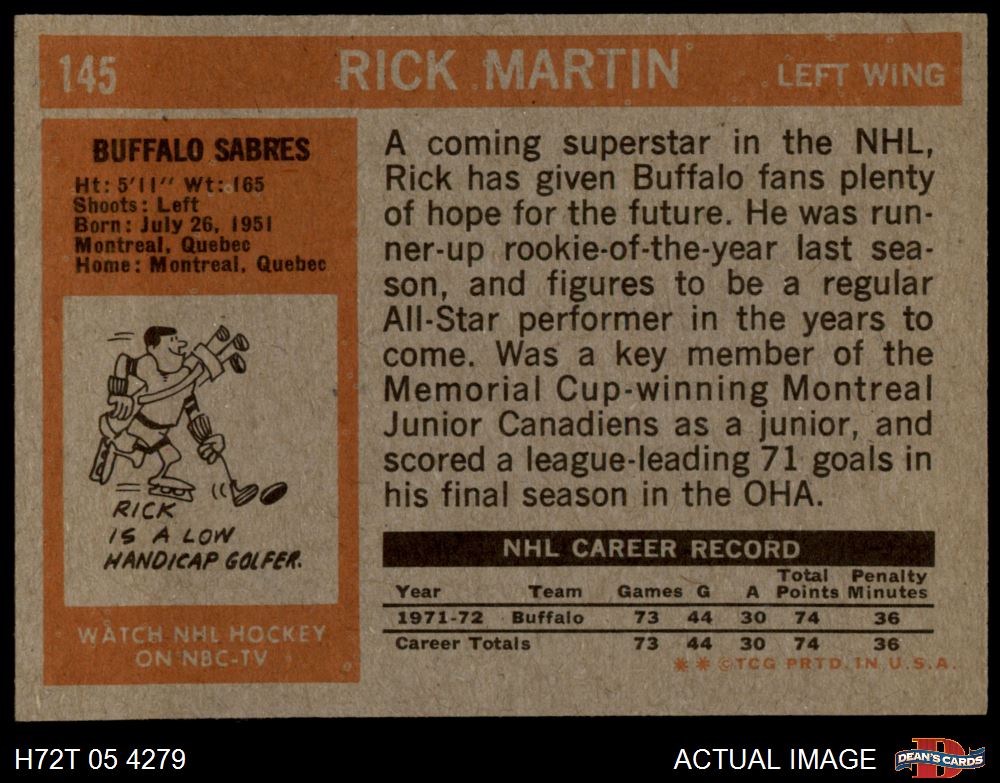 145 RICK MARTIN LEFT WING
BUFFALO SABRES
Ht: 5'11" Wt: 165
Shoots: Left
Born: July 26, 1951
Montreal, Quebec
Home: Montreal, Quebec
RICK
IS A LOW
HANDICAP GOLFER.
WATCH NHL HOCKEY
ON NBC-TV
A coming superstar in the NHL,
Rick has given Buffalo fans plenty
of hope for the future. He was run-
ner-up rookie-of-the-year last sea-
son, and figures to be a regular
All-Star performer in the years to
come. Was a key member of the
Memorial Cup-winning Montreal
Junior Canadiens as a junior, and
scored a league-leading 71 goals in
his final season in the OHA.
NHL CAREER RECORD
Year Team Games G A Total Points Penalty Minutes
1971-72 Buffalo 73 44 30 74 36
Career Totals 73 44 30 74 36
* * ©TCG PRTD. IN U.S.A.
H72T 05 4279
ACTUAL IMAGE
D
DEAN'S CARDS